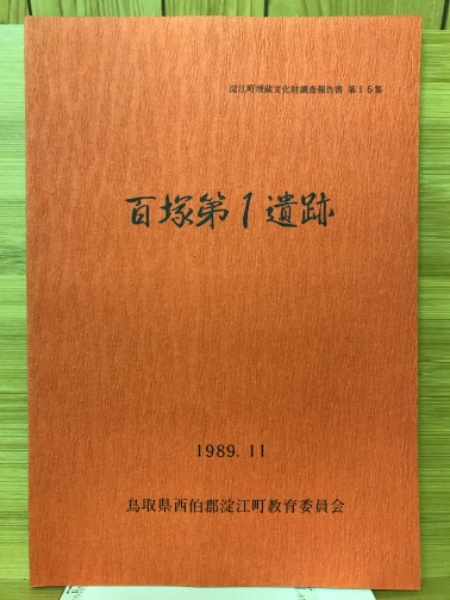 淀江町埋蔵文化財調査報告書 第16集
百塚第1遺跡
1989.11
鳥取県西伯郡淀江町教育委員会